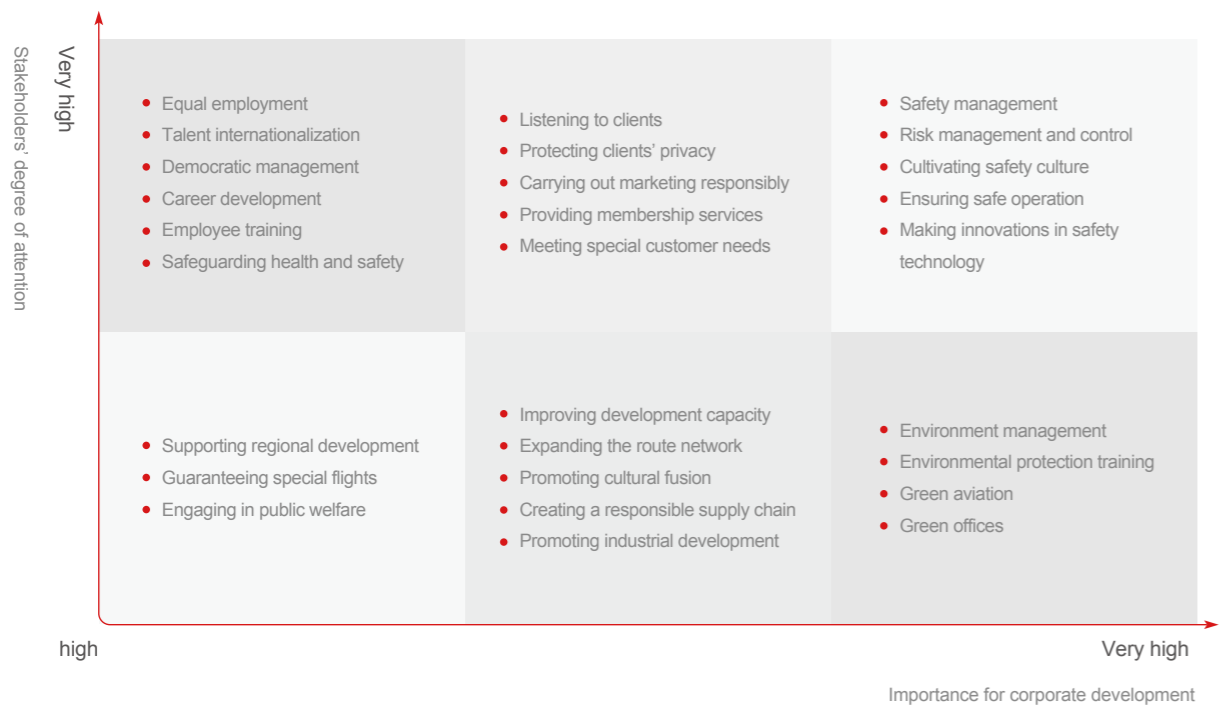 Stakeholders' degree of attention
Very high
Equal employment
Talent internationalization
Democratic management
Career development
Employee training
Safeguarding health and safety
Listening to clients
Protecting clients' privacy
Carrying out marketing responsibly
Providing membership services
Meeting special customer needs
Safety management
Risk management and control
Cultivating safety culture
Ensuring safe operation
Making innovations in safety
technology
Supporting regional development
Guaranteeing special flights
Engaging in public welfare
Improving development capacity
Expanding the route network
Promoting cultural fusion
Creating a responsible supply chain
Promoting industrial development
Environment management
Environmental protection training
Green aviation
Green offices
high
Very high
Importance for corporate development